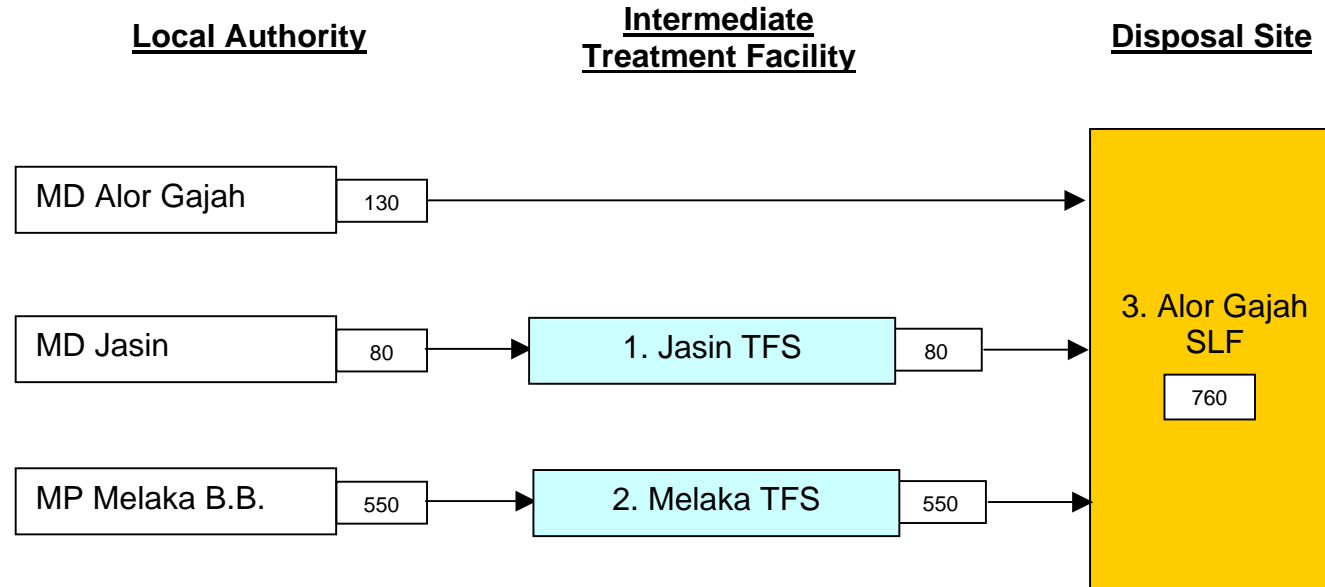 Local Authority
Intermediate
Treatment Facility
Disposal Site
MD Alor Gajah
130
MD Jasin
80
1. Jasin TFS
80
3. Alor Gajah
SLF
760
MP Melaka B.B.
550
2. Melaka TFS
550